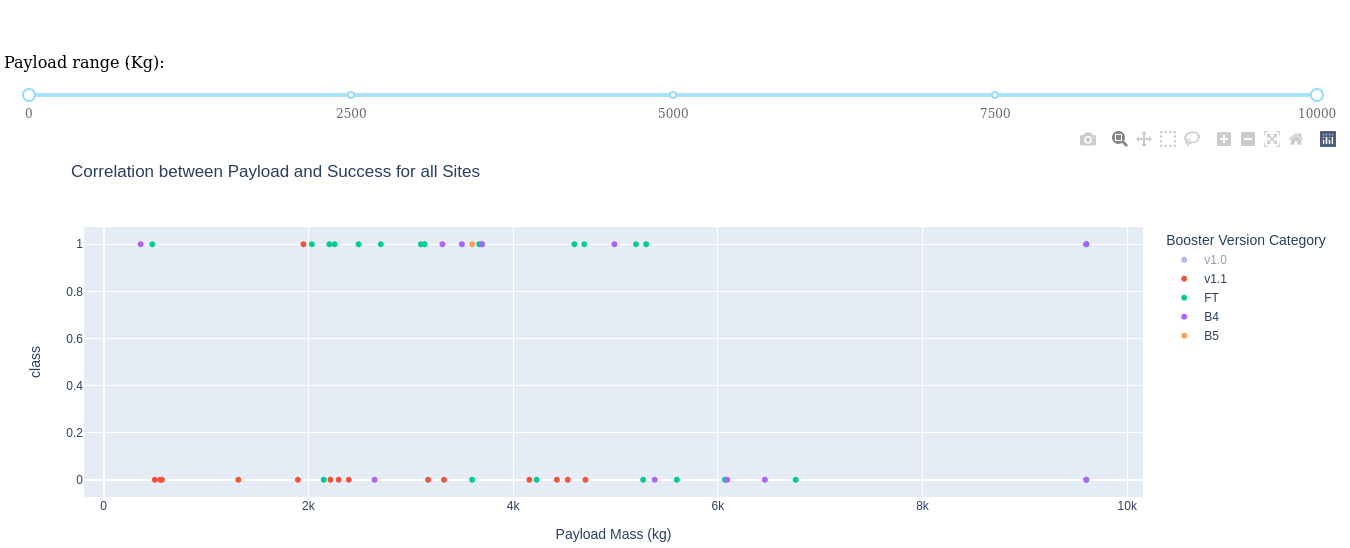 Payload range (Kg):
0 2500 5000 7500 10000
Correlation between Payload and Success for all Sites
1
0.8
0.6
0.4
0.2
0
class
0 2k 4k 6k 8k 10k
Payload Mass (kg)
Booster Version Category
v1.0
v1.1
FT
B4
B5